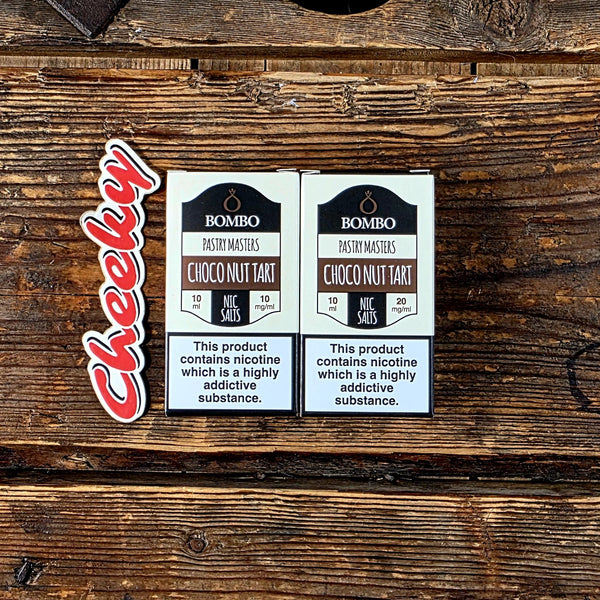 Cheeky
BOMBO
PASTRY MASTERS
CHOCO NUT TART
10
ml
NIC
SALTS
10
mg/ml
This product
contains nicotine
which is a highly
addictive
substance.
BOMBO
PASTRY MASTERS
CHOCO NUT TART
10
ml
NIC
SALTS
20
mg/ml
This product
contains nicotine
which is a highly
addictive
substance.